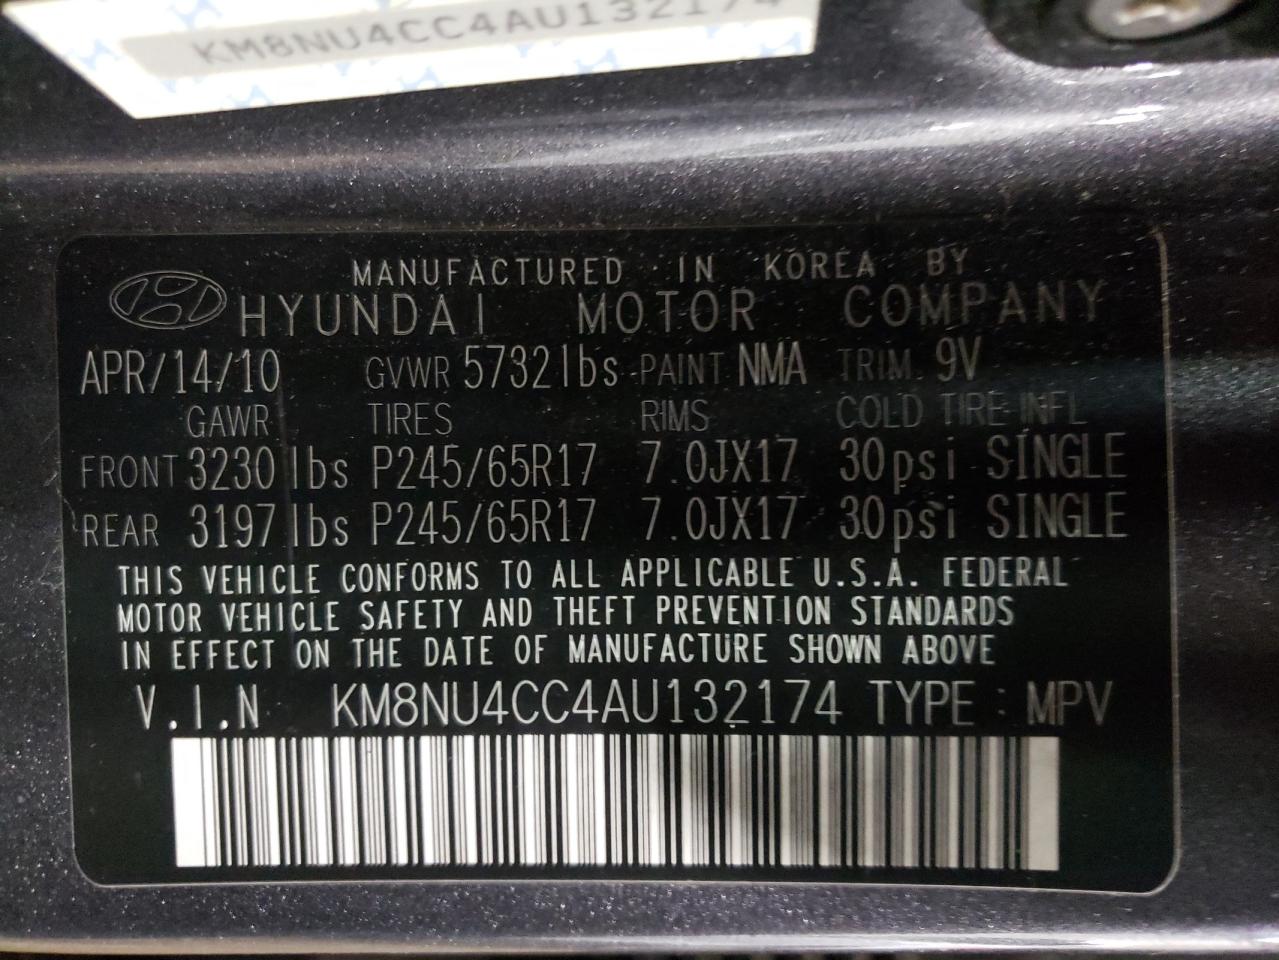 KM8NU4CC4AU132174
MANUFACTURED IN KOREA BY
HYUNDAI MOTOR COMPANY
APR/14/10 GVWR 5732lbs PAINT NMA TRIM 9V
GAWR TIRES RIMS COLD TIRE INFL
FRONT 3230lbs P245/65R17 7.0JX17 30psi SINGLE
REAR 3197lbs P245/65R17 7.0JX17 30psi SINGLE
THIS VEHICLE CONFORMS TO ALL APPLICABLE U.S.A. FEDERAL
MOTOR VEHICLE SAFETY AND THEFT PREVENTION STANDARDS
IN EFFECT ON THE DATE OF MANUFACTURE SHOWN ABOVE
V.I.N KM8NU4CC4AU132174 TYPE : MPV